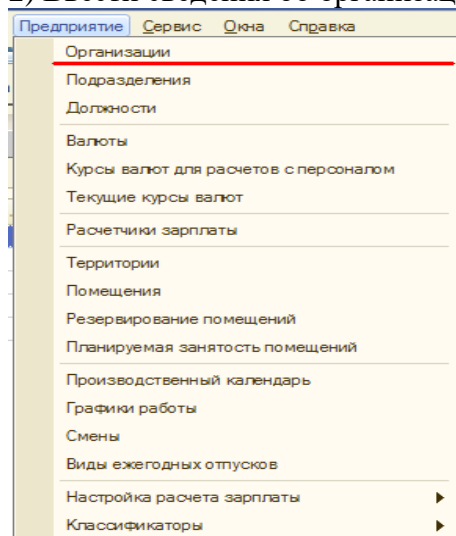 Предприятие Сервис Окна Справка
Организации
Подразделения
Должности
Валюты
Курсы валют для расчетов с персоналом
Текущие курсы валют
Расчетчики зарплаты
Территории
Помещения
Резервирование помещений
Планируемая занятость помещений
Производственный календарь
Графики работы
Смены
Виды ежегодных отпусков
Настройка расчета зарплаты
Классификаторы